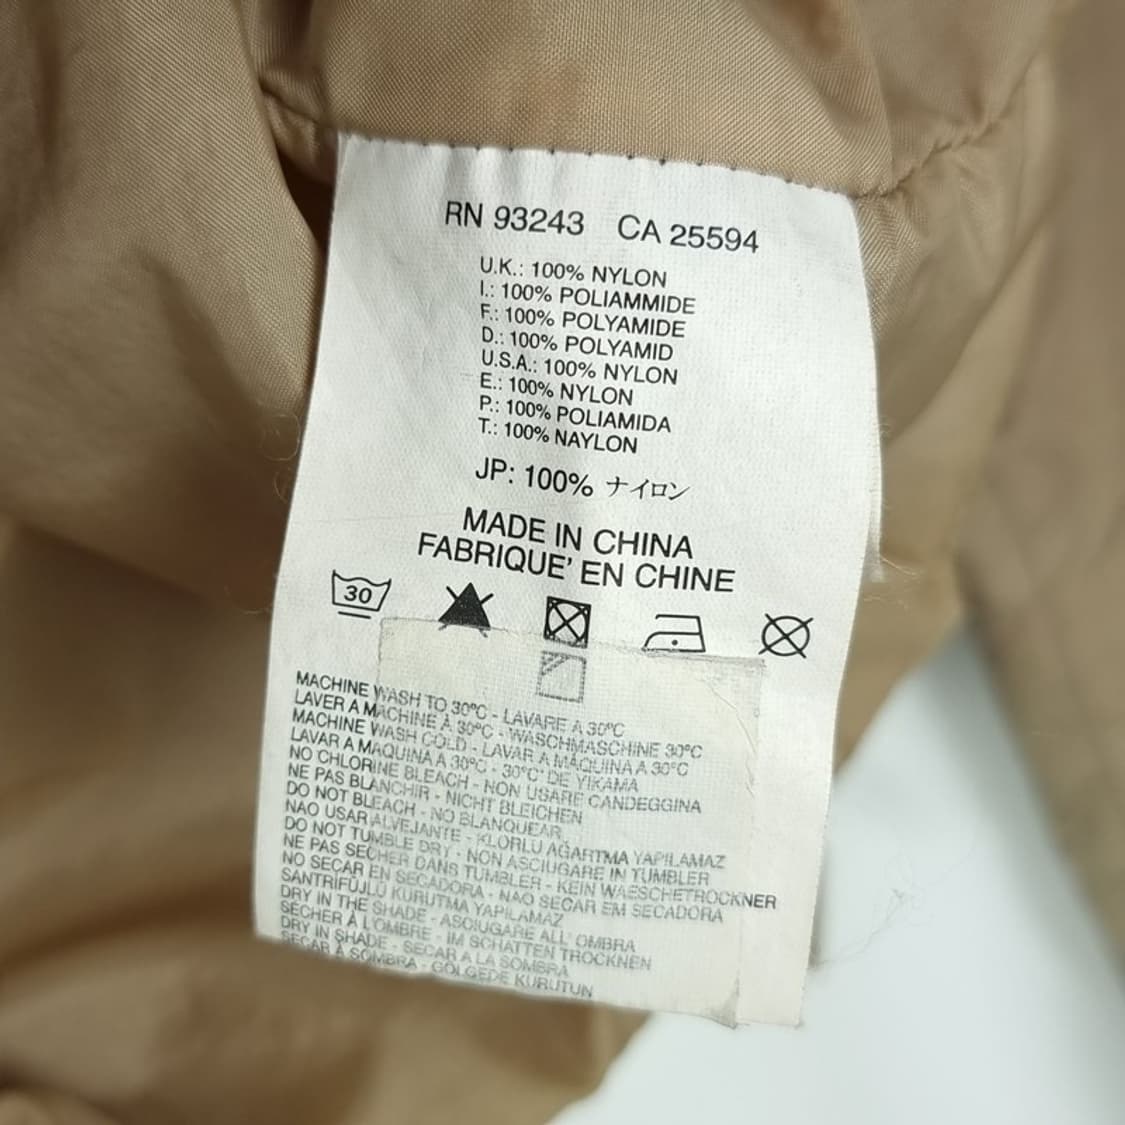 RN 93243 CA 25594
U.K.: 100% NYLON
I.: 100% POLIAMMIDE
F.: 100% POLYAMIDE
D.: 100% POLYAMID
U.S.A.: 100% NYLON
E.: 100% NYLON
P.: 100% POLIAMIDA
T.: 100% NAYLON
JP: 100% ナイロン
MADE IN CHINA
FABRIQUE' EN CHINE
30
MACHINE WASH TO 30°C - LAVARE A 30°C
LAVER A MACHINE À 30°C - WASCHMASCHINE 30°C
MACHINE WASH COLD - LAVAR A MÁQUINA A 30°C
LAVAR A MAQUINA A 30°C - 30°C' DE YIKAMA
NO CHLORINE BLEACH - NON USARE CANDEGGINA
NE PAS BLANCHIR - NICHT BLEICHEN
DO NOT BLEACH - NO BLANQUEAR
NAO USAR ALVEJANTE - KLORLU AĞARTMA YAPILAMAZ
DO NOT TUMBLE DRY - NON ASCIUGARE IN TUMBLER
NE PAS SECHER DANS TUMBLER - KEIN WAESCHETROCKNER
NO SECAR EN SECADORA - NAO SECAR EM SECADORA
SANTRIFÜJLÜ KURUTMA YAPILAMAZ
DRY IN THE SHADE - ASCIUGARE ALL' OMBRA
SÉCHER À L'OMBRE - IM SCHATTEN TROCKNEN
DRY IN SHADE - SECAR A LA SOMBRA
SECAR À SOMBRA - GÖLGEDE KURUTUN